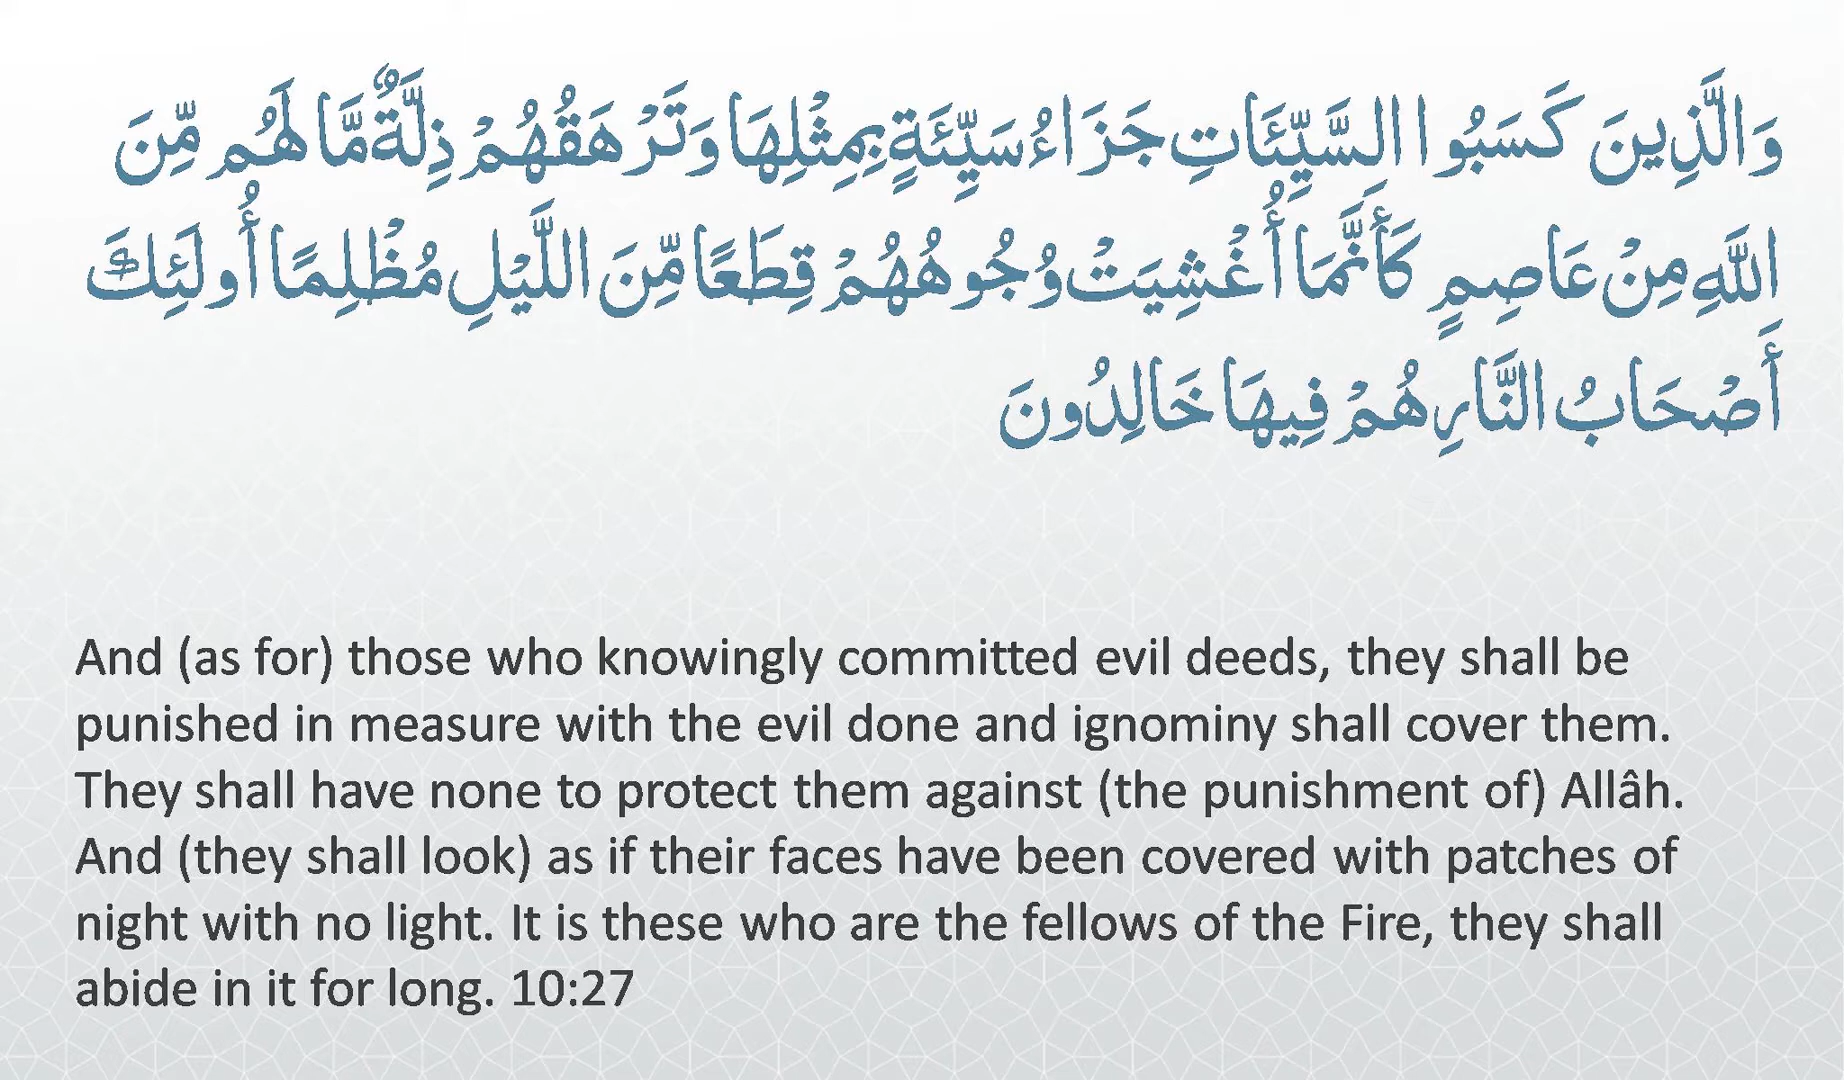 وَالَّذِينَ كَسَبُوا السَّيِّئَاتِ جَزَاءُ سَيِّئَةٍ بِمِثْلِهَا وَتَرْهَقُهُمْ ذِلَّةٌ مَّا لَهُم مِّنَ
اللَّهِ مِنْ عَاصِمٍ كَأَنَّمَا أُغْشِيَتْ وُجُوهُهُمْ قِطَعًا مِّنَ اللَّيْلِ مُظْلِمًا أُولَئِكَ
أَصْحَابُ النَّارِ هُمْ فِيهَا خَالِدُونَ
And (as for) those who knowingly committed evil deeds, they shall be
punished in measure with the evil done and ignominy shall cover them.
They shall have none to protect them against (the punishment of) Allâh.
And (they shall look) as if their faces have been covered with patches of
night with no light. It is these who are the fellows of the Fire, they shall
abide in it for long. 10:27